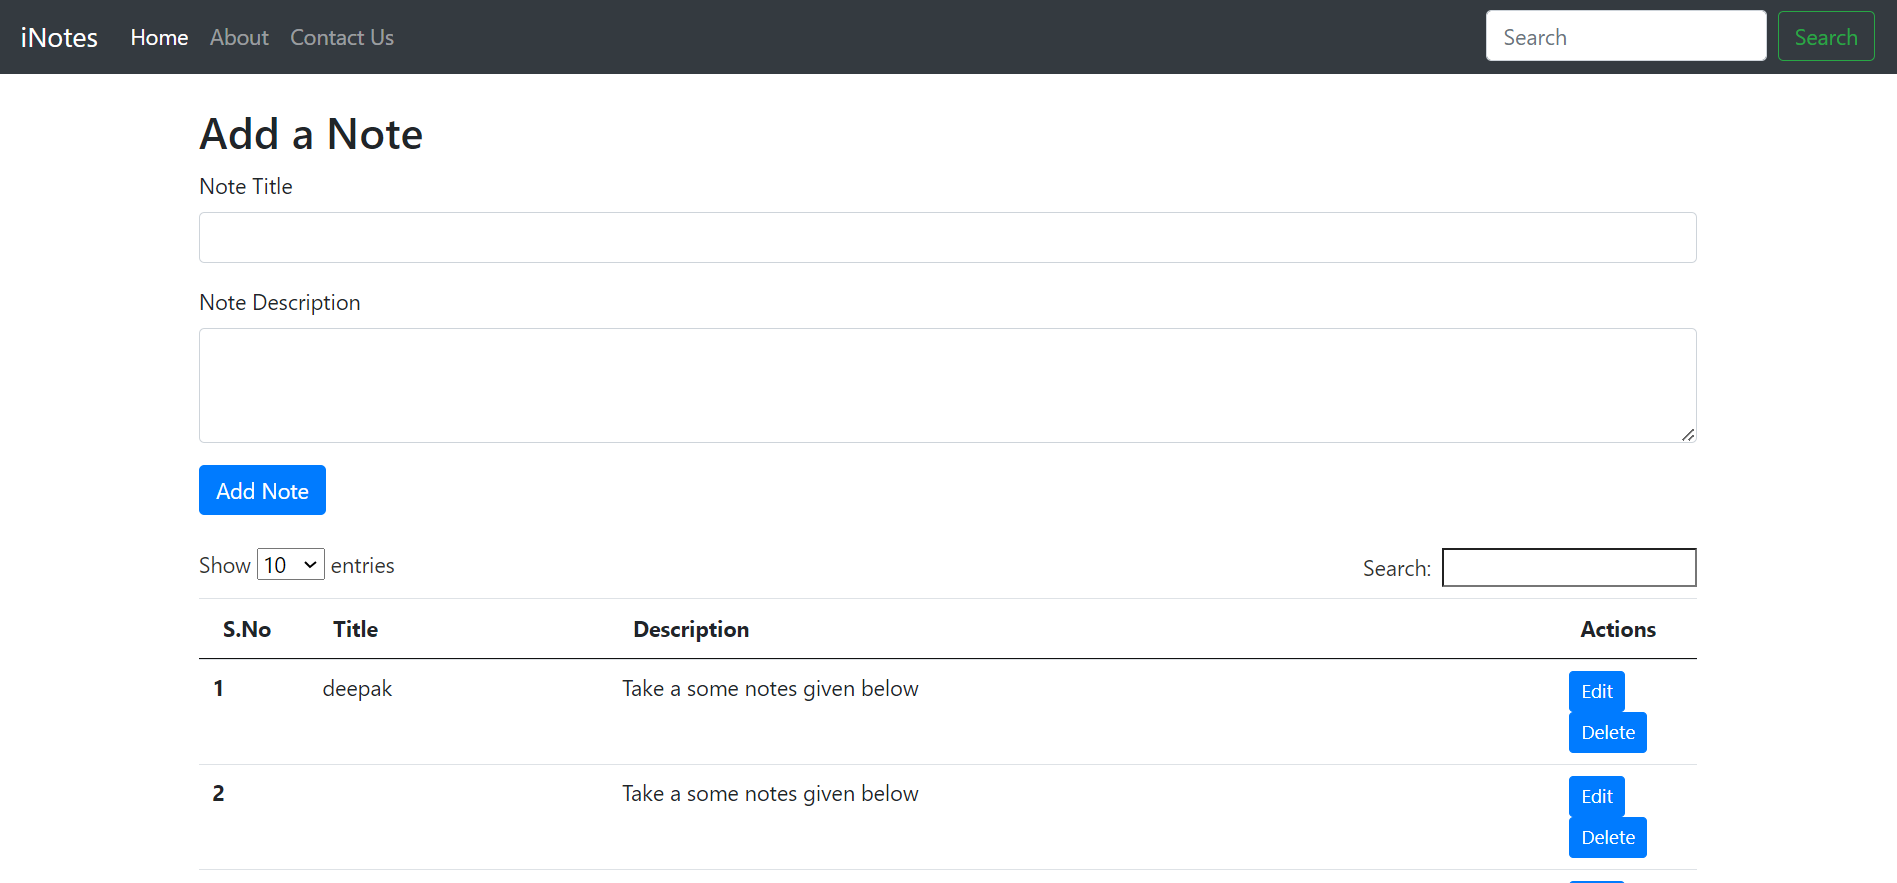 iNotes Home About Contact Us Search Search
Add a Note
Note Title
Note Description
Add Note
Show 10 entries Search:
S.No Title Description Actions
1 deepak Take a some notes given below Edit
Delete
2 Take a some notes given below Edit
Delete